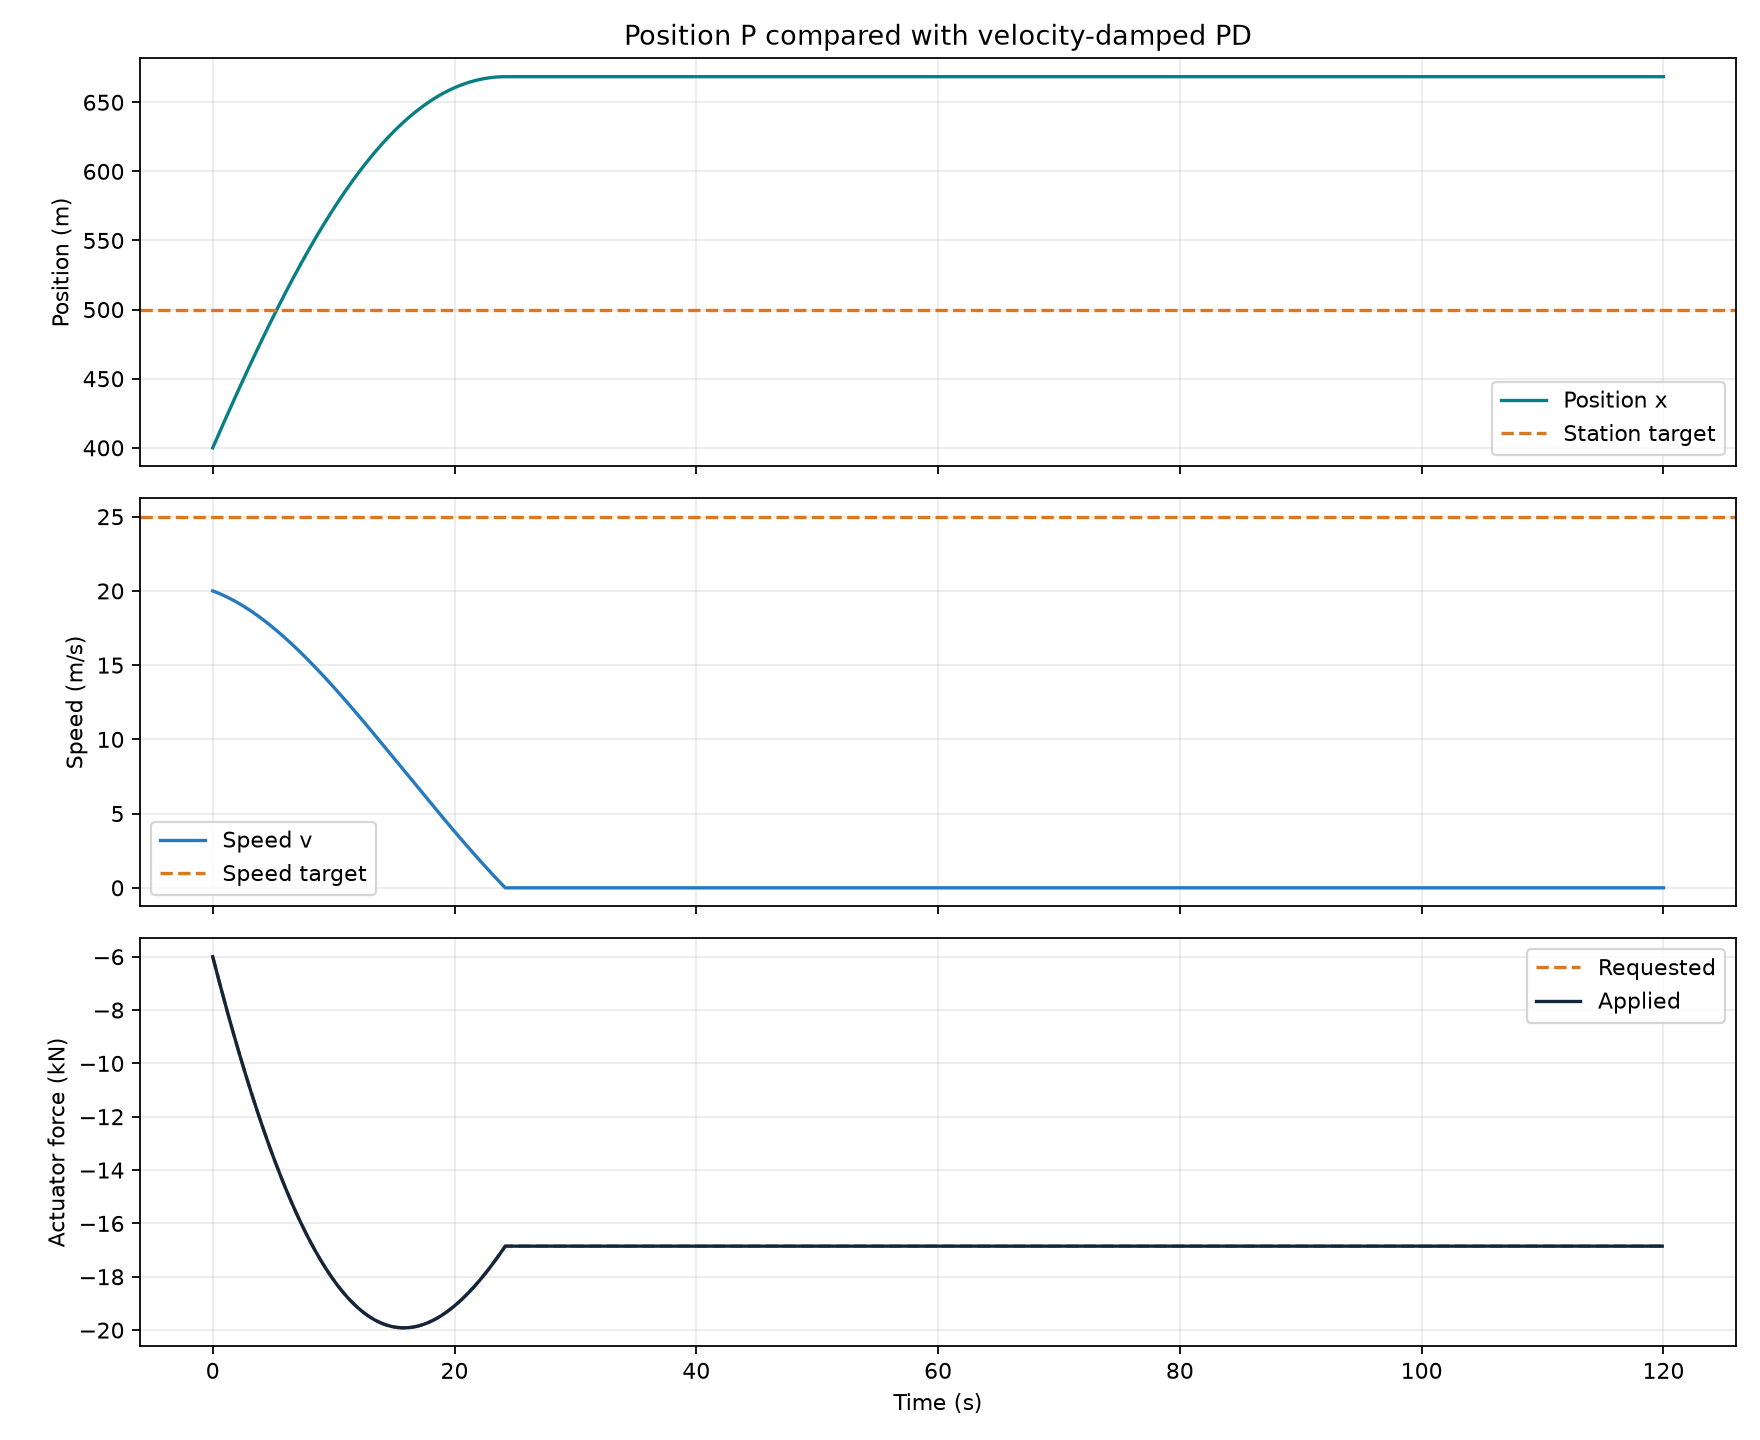 Position P compared with velocity-damped PD
Position (m)
650
600
550
500
450
400
Position x
Station target
Speed (m/s)
25
20
15
10
5
0
Speed v
Speed target
Actuator force (kN)
−6
−8
−10
−12
−14
−16
−18
−20
Requested
Applied
0 20 40 60 80 100 120
Time (s)